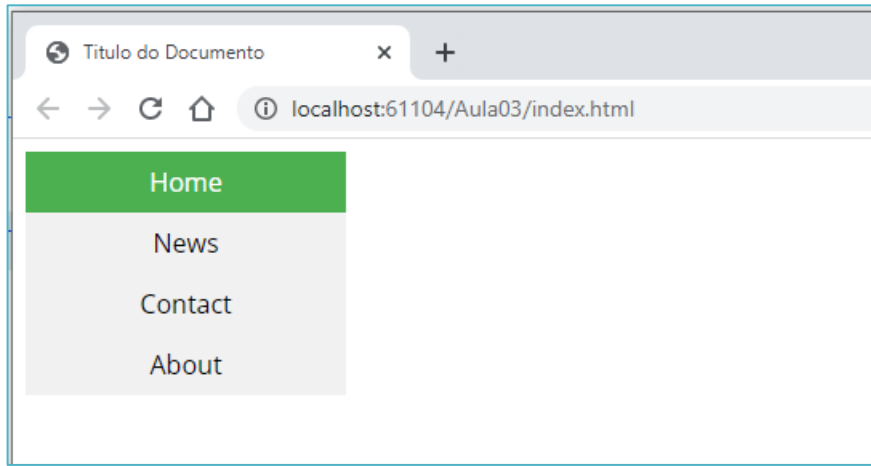 Titulo do Documento
localhost:61104/Aula03/index.html
Home
News
Contact
About